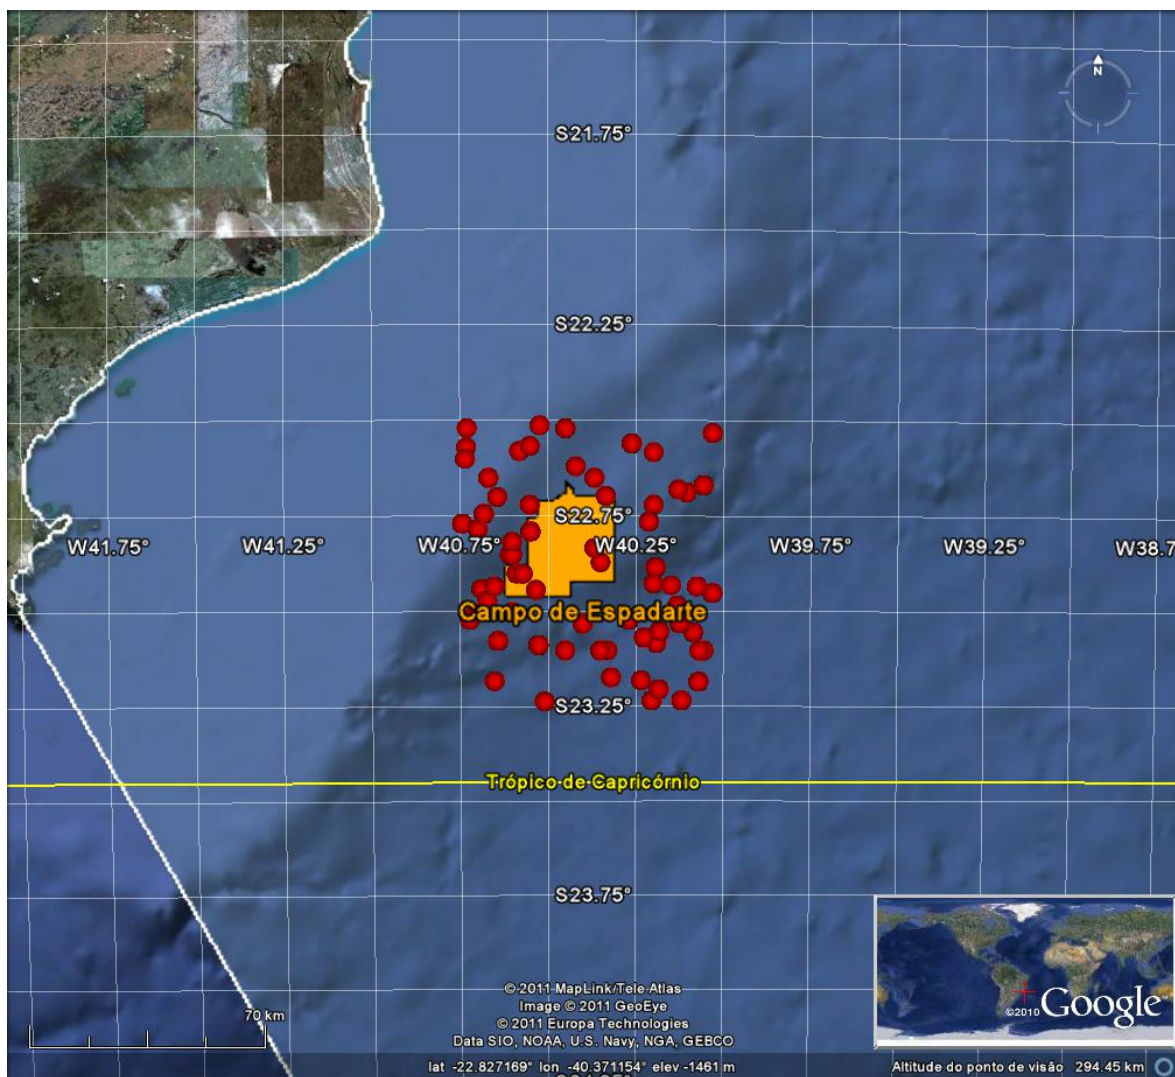 N
S21.75°
S22.25°
S22.75°
W41.75°
W41.25°
W40.75°
W40.25°
W39.75°
W39.25°
W38.7
Campo de Espadarte
S23.25°
Trópico de Capricórnio
S23.75°
© 2011 MapLink/Tele Atlas
Image © 2011 GeoEye
© 2011 Europa Technologies
Data SIO, NOAA, U.S. Navy, NGA, GEBCO
70 km
©2010 Google
lat -22.827169° lon -40.371154° elev -1461 m
Altitude do ponto de visão 294.45 km